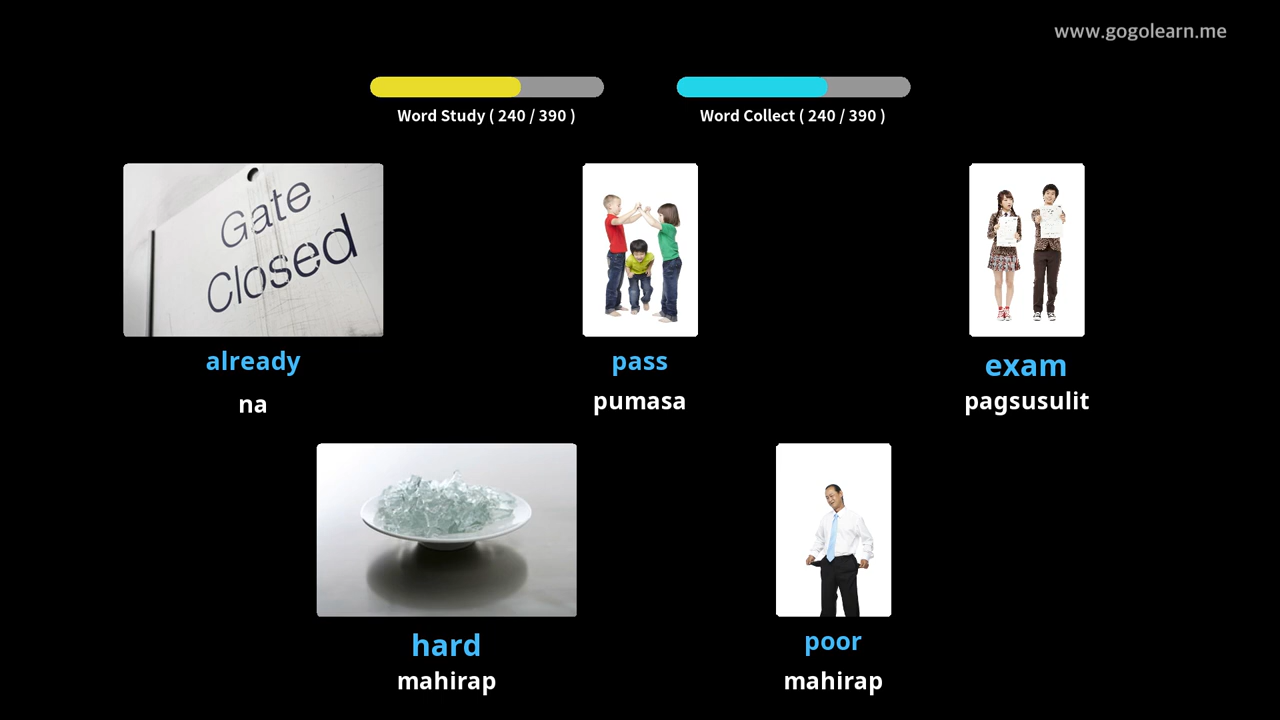 www.gogolearn.me
Word Study ( 240 / 390 )
Word Collect ( 240 / 390 )
Gate
Closed
already
na
pass
pumasa
exam
pagsusulit
hard
mahirap
poor
mahirap